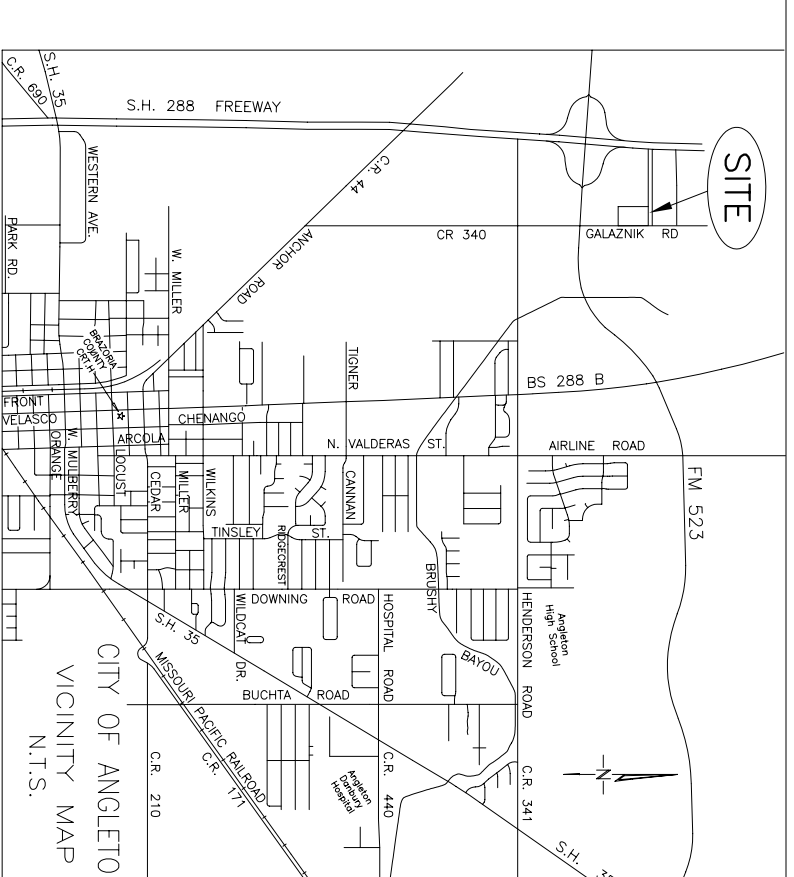 S.H. 35
C.R. 690
S.H. 288 FREEWAY
SITE
C.R. 44
ANCHOR ROAD
CR 340
GALAZNIK RD
WESTERN AVE.
PARK RD.
W. MILLER
BRAZORIA
COUNTY
CRT.H.
TIGNER
BS 288 B
FRONT
VELASCO
CHENANGO
ARCOLA
N. VALDERAS ST.
AIRLINE ROAD
FM 523
ORANGE
W. MULBERRY
LOCUST
CEDAR
MILLER
WILKINS
CANNAN
TINSLEY ST.
RIDGECREST
BRUSHY
BAYOU
DOWNING ROAD
HOSPITAL ROAD
HENDERSON ROAD
Angleton
High School
WILDCAT DR.
S.H. 35
BUCHTA ROAD
MISSOURI PACIFIC RAILROAD
C.R. 171
C.R. 210
C.R. 440
C.R. 341
Angleton
Danbury
Hospital
N
S.H. 35
CITY OF ANGLETO
VICINITY MAP
N.T.S.